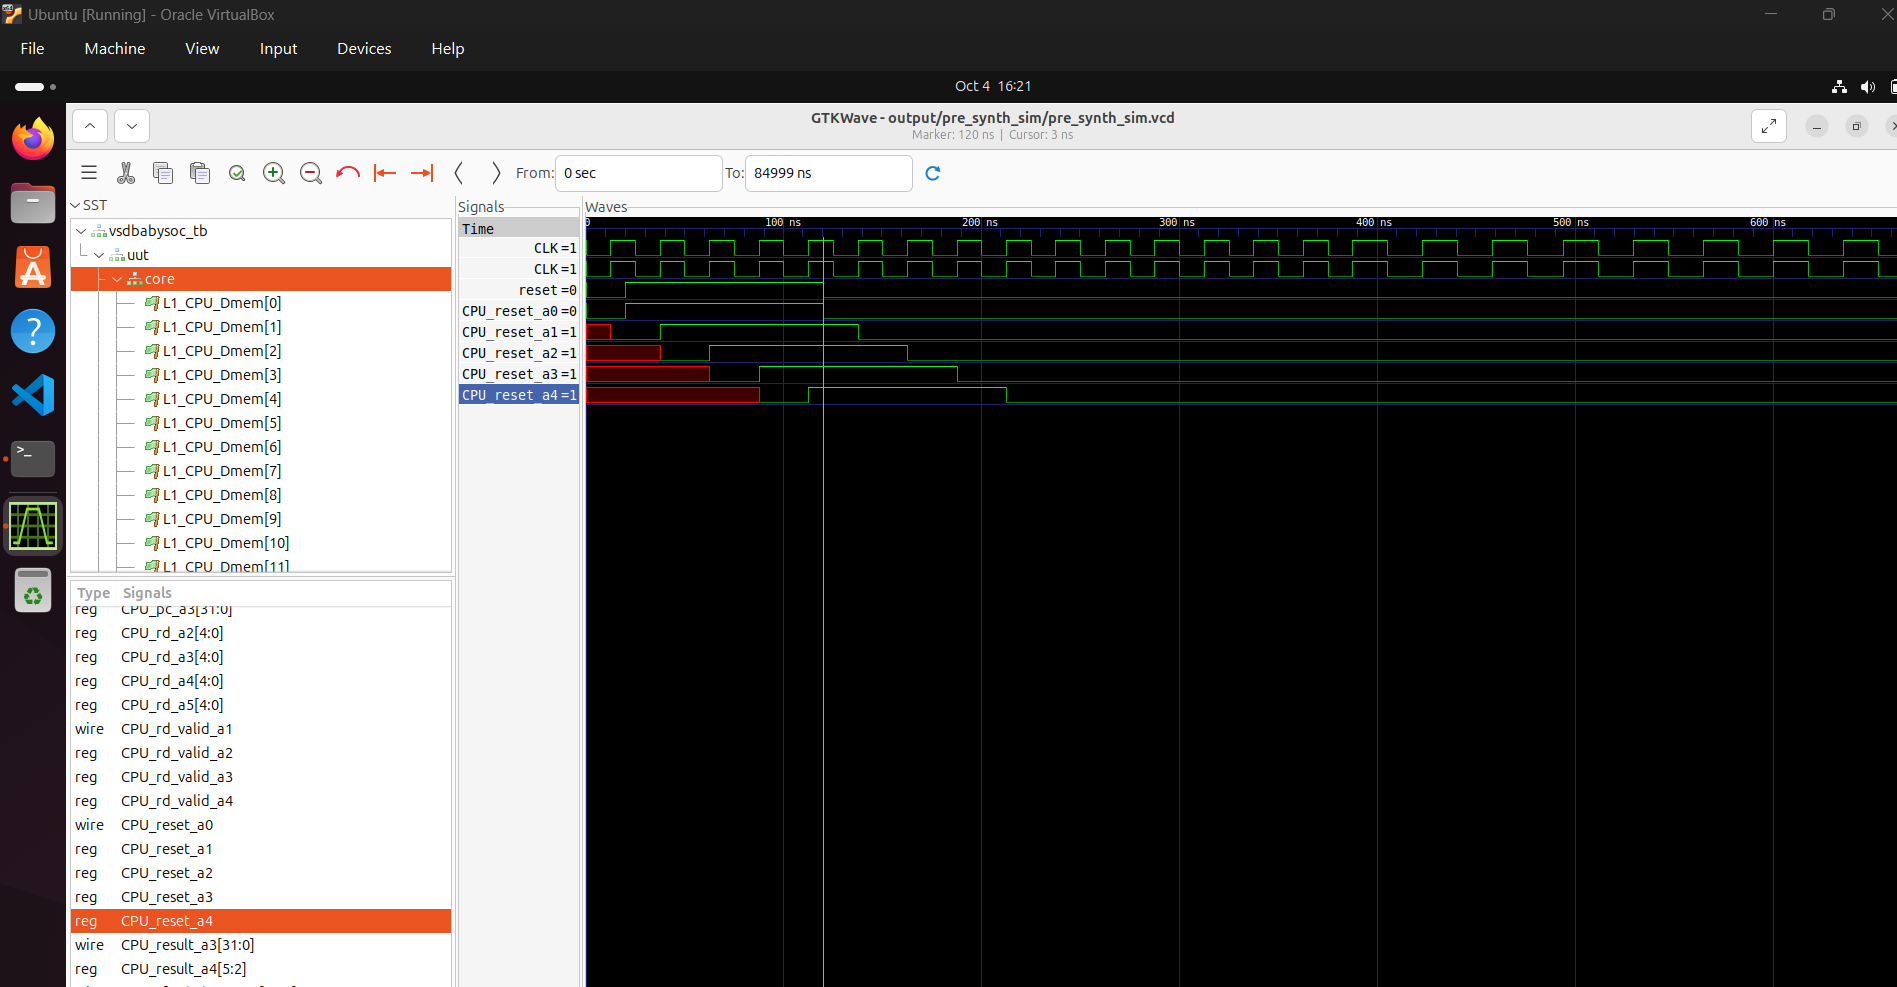 Ubuntu [Running] - Oracle VirtualBox
File Machine View Input Devices Help
Oct 4 16:21
GTKWave - output/pre_synth_sim/pre_synth_sim.vcd
Marker: 120 ns | Cursor: 3 ns
From: 0 sec To: 84999 ns
SST
vsdbabysoc_tb
uut
core
L1_CPU_Dmem[0]
L1_CPU_Dmem[1]
L1_CPU_Dmem[2]
L1_CPU_Dmem[3]
L1_CPU_Dmem[4]
L1_CPU_Dmem[5]
L1_CPU_Dmem[6]
L1_CPU_Dmem[7]
L1_CPU_Dmem[8]
L1_CPU_Dmem[9]
L1_CPU_Dmem[10]
L1_CPU_Dmem[11]
Type Signals
reg CPU_pc_a3[31:0]
reg CPU_rd_a2[4:0]
reg CPU_rd_a3[4:0]
reg CPU_rd_a4[4:0]
reg CPU_rd_a5[4:0]
wire CPU_rd_valid_a1
reg CPU_rd_valid_a2
reg CPU_rd_valid_a3
reg CPU_rd_valid_a4
wire CPU_reset_a0
reg CPU_reset_a1
reg CPU_reset_a2
reg CPU_reset_a3
reg CPU_reset_a4
wire CPU_result_a3[31:0]
reg CPU_result_a4[5:2]
Signals
Time
CLK=1
CLK=1
reset=0
CPU_reset_a0=0
CPU_reset_a1=1
CPU_reset_a2=1
CPU_reset_a3=1
CPU_reset_a4=1
Waves
0 100 ns 200 ns 300 ns 400 ns 500 ns 600 ns